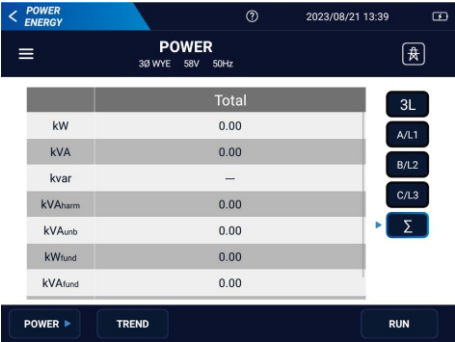 POWER
ENERGY
2023/08/21 13:39
POWER
3Ø WYE 58V 50Hz
Total
kW 0.00
kVA 0.00
kvar ---
kVAharm 0.00
kVAunb 0.00
kWfund 0.00
kVAfund 0.00
3L
A/L1
B/L2
C/L3
Σ
POWER TREND RUN